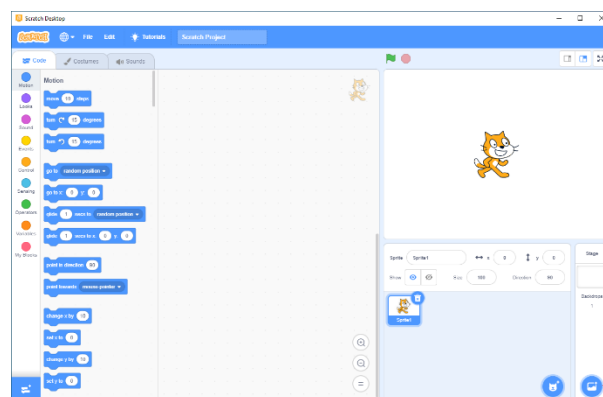 Scratch Desktop
SCRATCH File Edit Tutorials Scratch Project
Code Costumes Sounds
Motion
Looks
Sound
Events
Control
Sensing
Operators
Variables
My Blocks
Motion
move 10 steps
turn 15 degrees
turn 15 degrees
go to random position
go to x: 0 y: 0
glide 1 secs to random position
glide 1 secs to x: 0 y: 0
point in direction 90
point towards mouse-pointer
change x by 10
set x to 0
change y by 10
set y to 0
Sprite Sprite1 x 0 y 0
Show Size 100 Direction 90
Sprite1
Stage
Backdrops
1